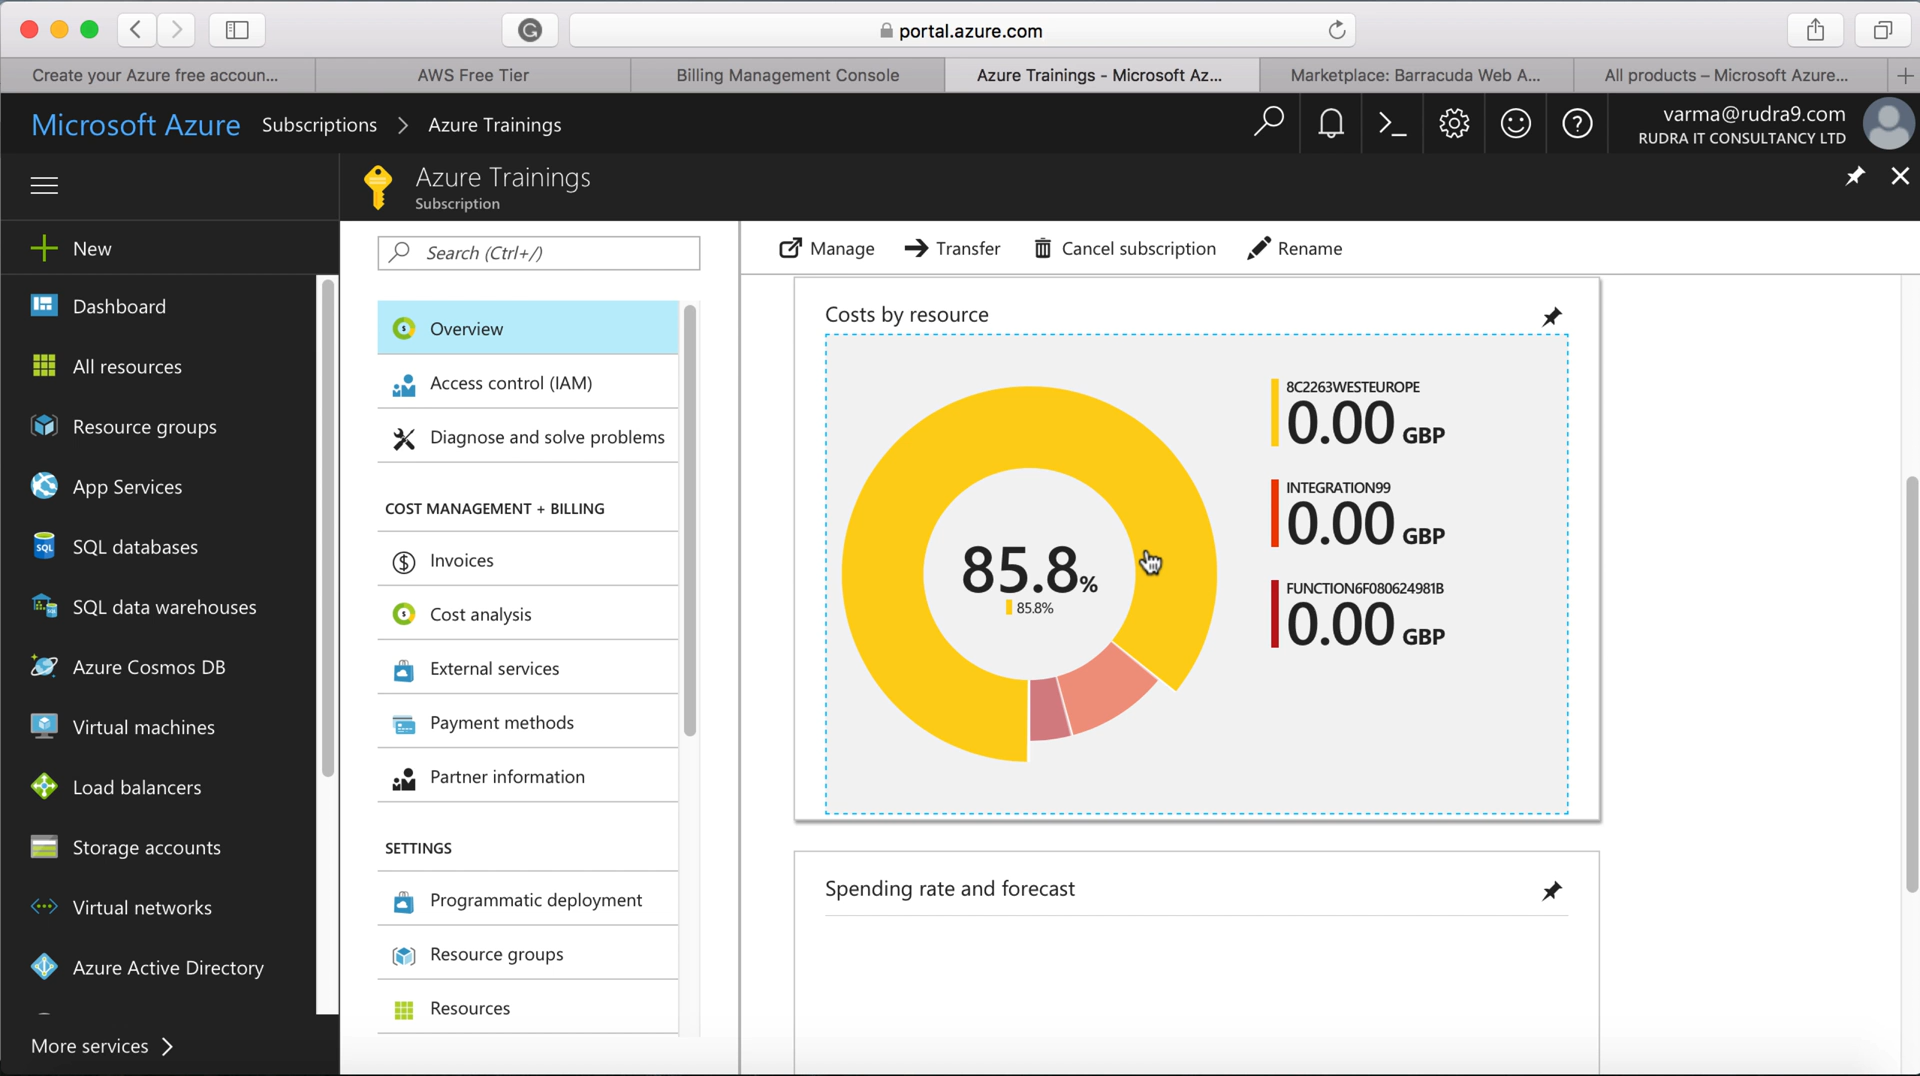 portal.azure.com
Create your Azure free accoun...
AWS Free Tier
Billing Management Console
Azure Trainings - Microsoft Az...
Marketplace: Barracuda Web A...
All products – Microsoft Azure...
Microsoft Azure
Subscriptions
Azure Trainings
varma@rudra9.com
RUDRA IT CONSULTANCY LTD
Azure Trainings
Subscription
New
Dashboard
All resources
Resource groups
App Services
SQL databases
SQL data warehouses
Azure Cosmos DB
Virtual machines
Load balancers
Storage accounts
Virtual networks
Azure Active Directory
More services
Search (Ctrl+/)
Overview
Access control (IAM)
Diagnose and solve problems
COST MANAGEMENT + BILLING
Invoices
Cost analysis
External services
Payment methods
Partner information
SETTINGS
Programmatic deployment
Resource groups
Resources
Manage
Transfer
Cancel subscription
Rename
Costs by resource
85.8%
85.8%
8C2263WESTEUROPE
0.00 GBP
INTEGRATION99
0.00 GBP
FUNCTION6F080624981B
0.00 GBP
Spending rate and forecast